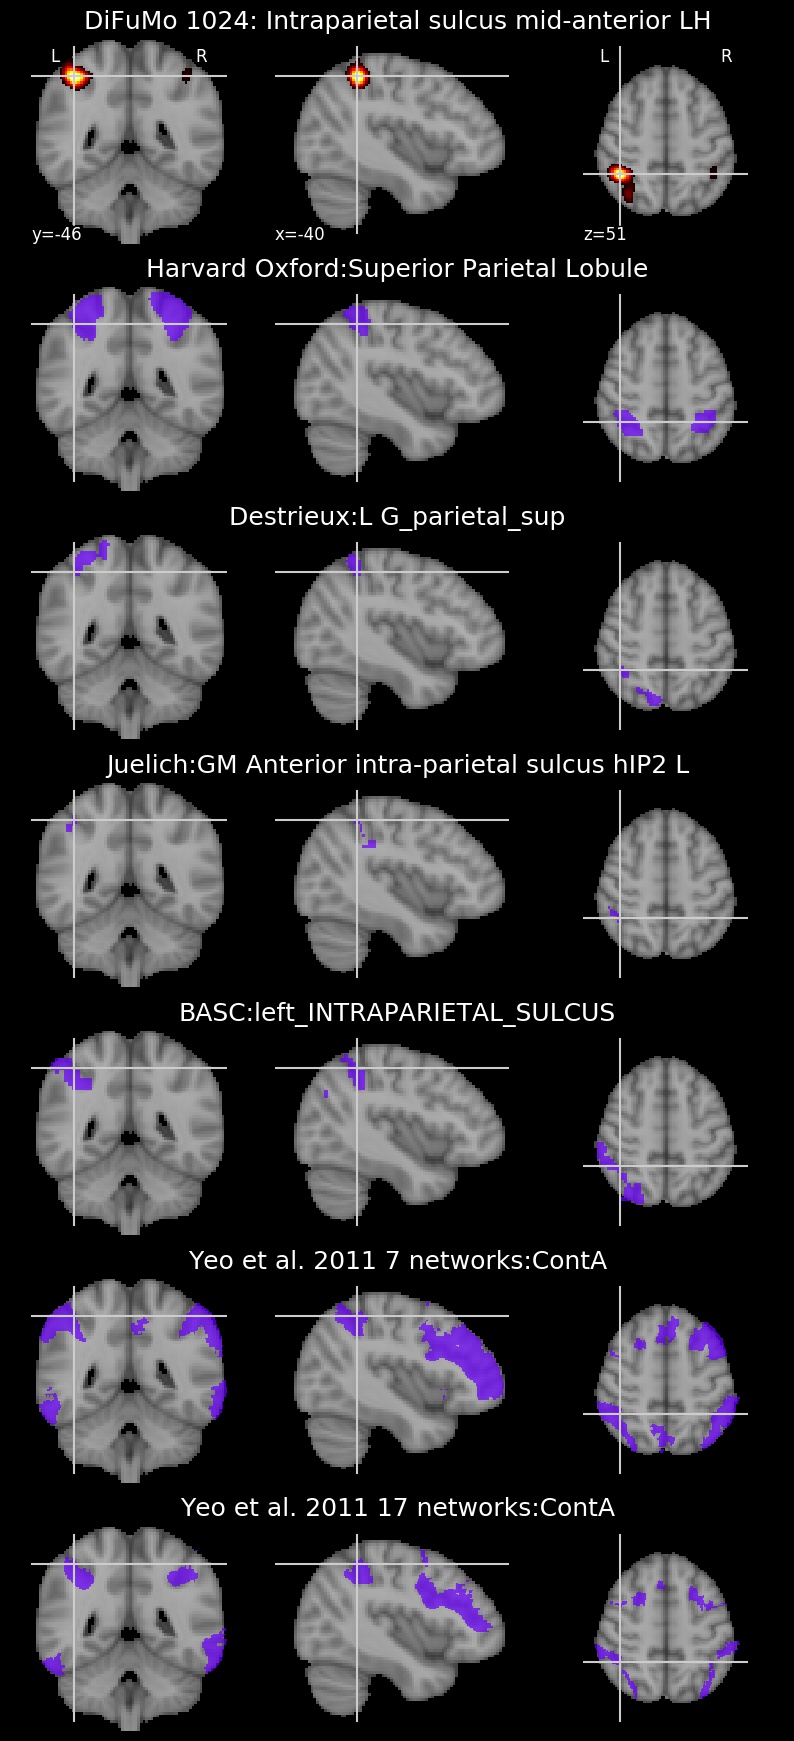 DiFuMo 1024: Intraparietal sulcus mid-anterior LH
L R L R
y=-46 x=-40 z=51
Harvard Oxford:Superior Parietal Lobule
Destrieux:L G_parietal_sup
Juelich:GM Anterior intra-parietal sulcus hIP2 L
BASC:left_INTRAPARIETAL_SULCUS
Yeo et al. 2011 7 networks:ContA
Yeo et al. 2011 17 networks:ContA